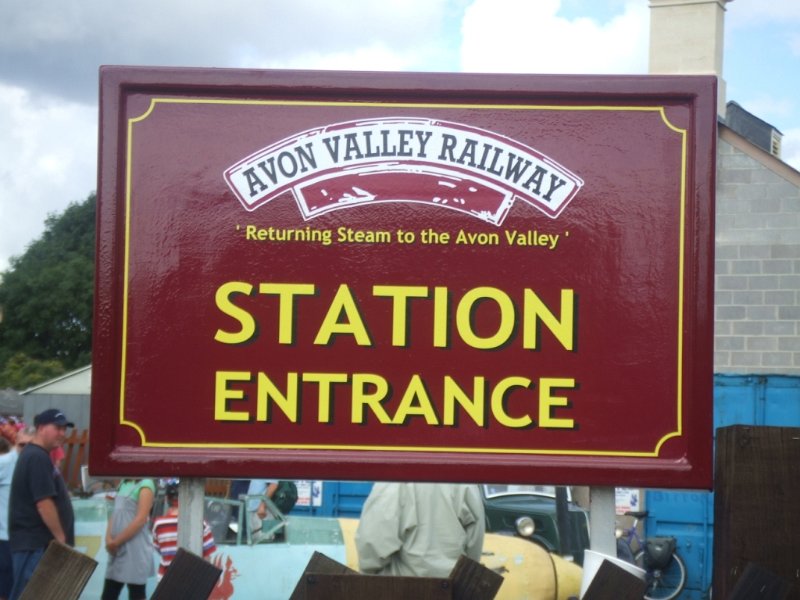 AVON VALLEY RAILWAY
' Returning Steam to the Avon Valley '
STATION
ENTRANCE